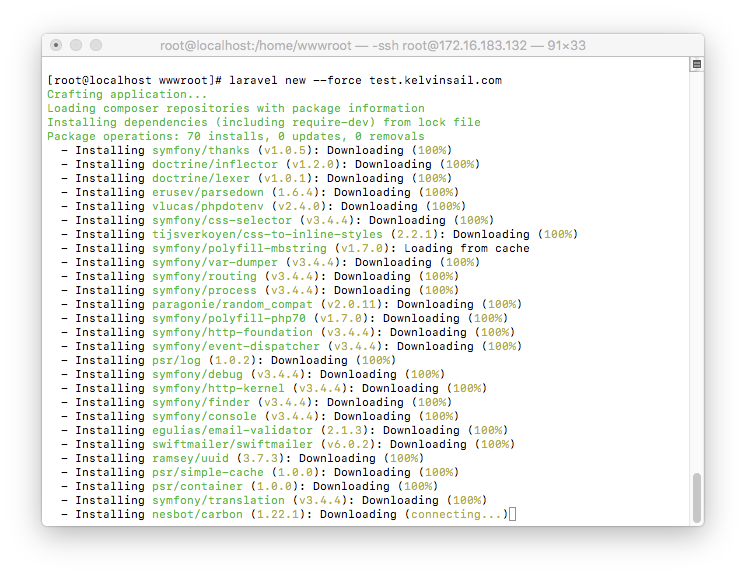 root@localhost:/home/wwwroot — -ssh root@172.16.183.132 — 91×33
[root@localhost wwwroot]# laravel new --force test.kelvinsail.com
Crafting application...
Loading composer repositories with package information
Installing dependencies (including require-dev) from lock file
Package operations: 70 installs, 0 updates, 0 removals
  - Installing symfony/thanks (v1.0.5): Downloading (100%)
  - Installing doctrine/inflector (v1.2.0): Downloading (100%)
  - Installing doctrine/lexer (v1.0.1): Downloading (100%)
  - Installing erusev/parsedown (1.6.4): Downloading (100%)
  - Installing vlucas/phpdotenv (v2.4.0): Downloading (100%)
  - Installing symfony/css-selector (v3.4.4): Downloading (100%)
  - Installing tijsverkoyen/css-to-inline-styles (2.2.1): Downloading (100%)
  - Installing symfony/polyfill-mbstring (v1.7.0): Loading from cache
  - Installing symfony/var-dumper (v3.4.4): Downloading (100%)
  - Installing symfony/routing (v3.4.4): Downloading (100%)
  - Installing symfony/process (v3.4.4): Downloading (100%)
  - Installing paragonie/random_compat (v2.0.11): Downloading (100%)
  - Installing symfony/polyfill-php70 (v1.7.0): Downloading (100%)
  - Installing symfony/http-foundation (v3.4.4): Downloading (100%)
  - Installing symfony/event-dispatcher (v3.4.4): Downloading (100%)
  - Installing psr/log (1.0.2): Downloading (100%)
  - Installing symfony/debug (v3.4.4): Downloading (100%)
  - Installing symfony/http-kernel (v3.4.4): Downloading (100%)
  - Installing symfony/finder (v3.4.4): Downloading (100%)
  - Installing symfony/console (v3.4.4): Downloading (100%)
  - Installing egulias/email-validator (2.1.3): Downloading (100%)
  - Installing swiftmailer/swiftmailer (v6.0.2): Downloading (100%)
  - Installing ramsey/uuid (3.7.3): Downloading (100%)
  - Installing psr/simple-cache (1.0.0): Downloading (100%)
  - Installing psr/container (1.0.0): Downloading (100%)
  - Installing symfony/translation (v3.4.4): Downloading (100%)
  - Installing nesbot/carbon (1.22.1): Downloading (connecting...)